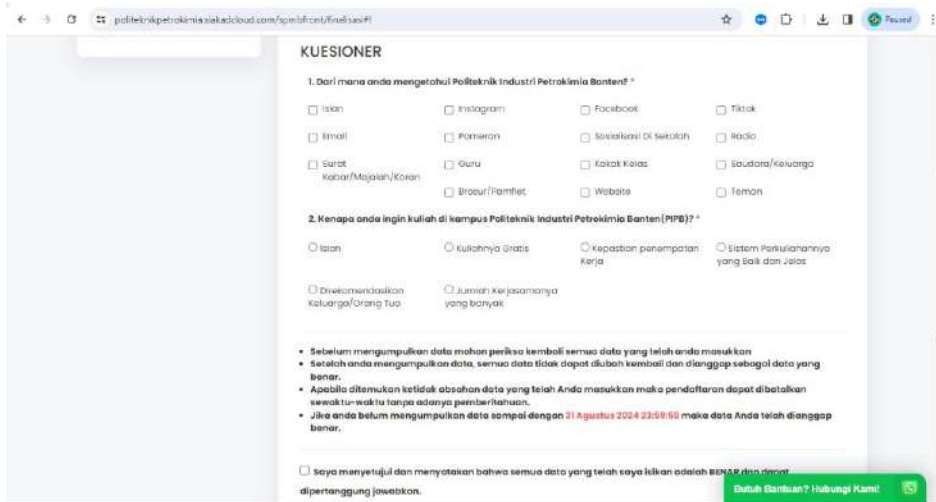 politeknikpetrokimia.siakadcloud.com/spmbfront/finalisasi#!
Paused
KUESIONER
1. Dari mana anda mengetahui Politeknik Industri Petrokimia Banten? *
Isian
Instagram
Facebook
Tiktok
Email
Pameran
Sosialisasi Di Sekolah
Radio
Surat
Kabar/Majalah/Koran
Guru
Kakak Kelas
Saudara/Keluarga
Brosur/Pamflet
Website
Teman
2. Kenapa anda ingin kuliah di kampus Politeknik Industri Petrokimia Banten(PIPB)? *
Isian
Kuliahnya Gratis
Kepastian penempatan
Kerja
Sistem Perkuliahannya
yang Baik dan Jelas
Direkomendasikan
Keluarga/Orang Tua
Jumlah Kerjasamanya
yang banyak
Sebelum mengumpulkan data mohon periksa kembali semua data yang telah anda masukkan
Setelah anda mengumpulkan data, semua data tidak dapat diubah kembali dan dianggap sebagai data yang
benar.
Apabila ditemukan ketidak absahan data yang telah Anda masukkan maka pendaftaran dapat dibatalkan
sewaktu-waktu tanpa adanya pemberitahuan.
Jika anda belum mengumpulkan data sampai dengan 31 Agustus 2024 23:59:59 maka data Anda telah dianggap
benar.
Saya menyetujui dan menyatakan bahwa semua data yang telah saya isikan adalah BENAR dan dapat
dipertanggung jawabkan.
Butuh Bantuan? Hubungi Kami!